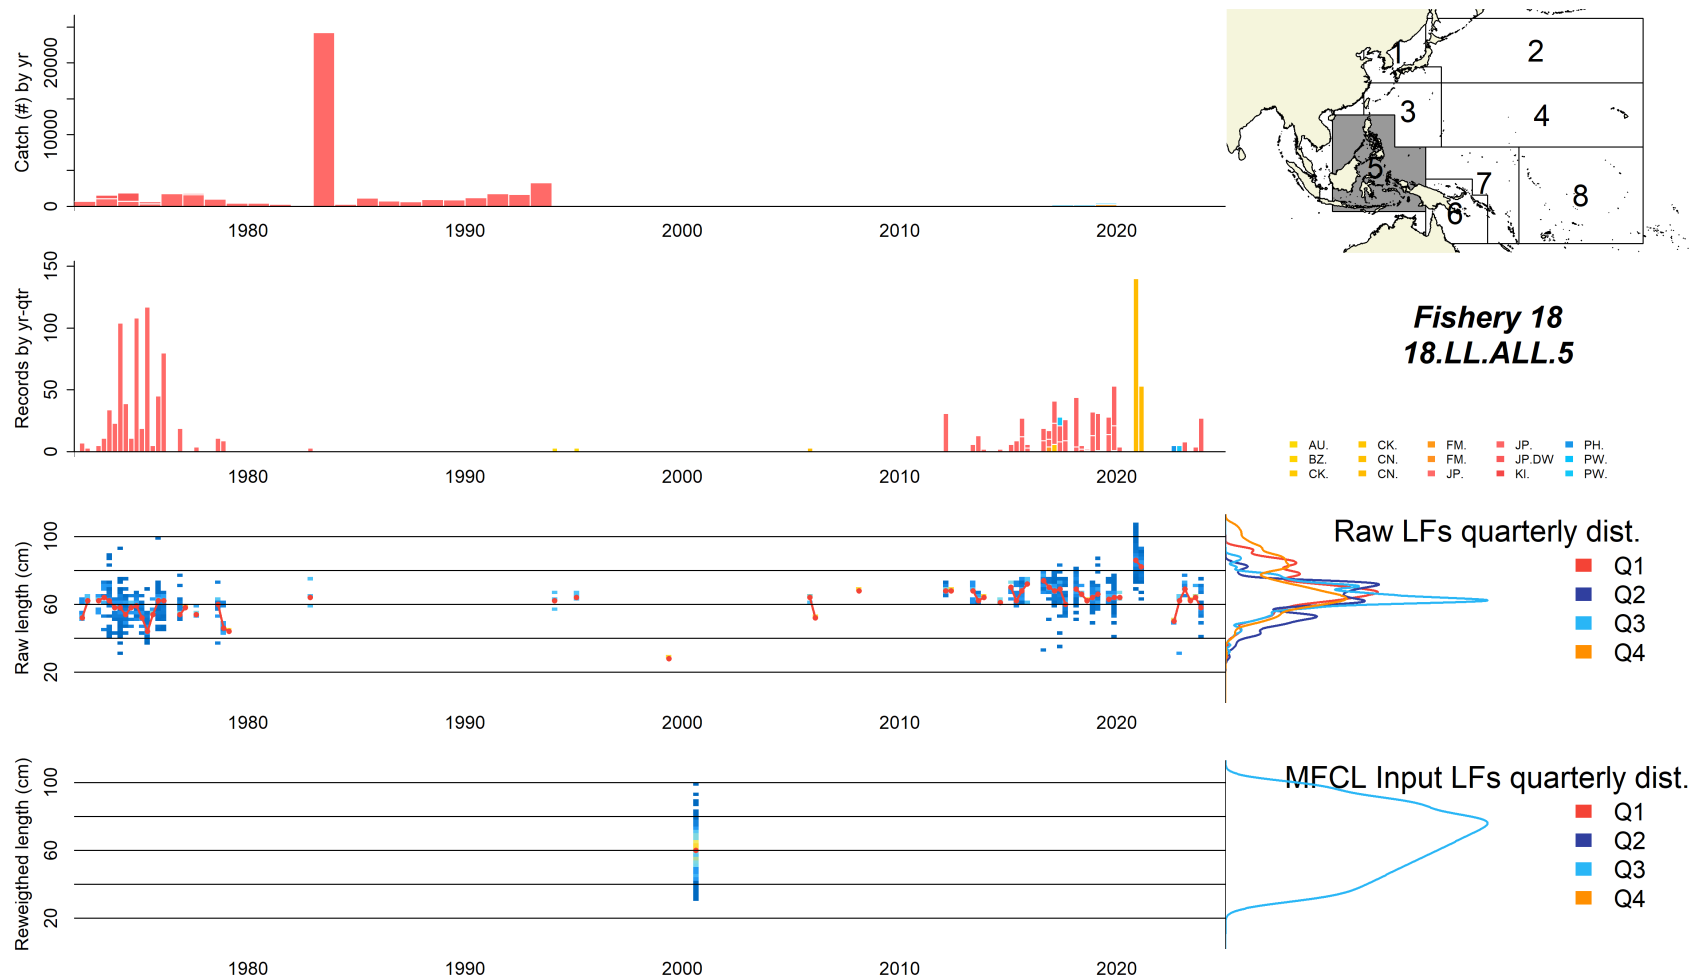 Catch (#) by yr
20000
10000
0
1980
1990
2000
2010
2020
1
2
3
4
5
7
8
6
Records by yr-qtr
150
100
50
0
1980
1990
2000
2010
2020
Fishery 18
18.LL.ALL.5
AU.
CK.
FM.
JP.
PH.
BZ.
CN.
FM.
JP.DW
PW.
CK.
CN.
JP.
KI.
PW.
Raw length (cm)
100
60
20
1980
1990
2000
2010
2020
Raw LFs quarterly dist.
Q1
Q2
Q3
Q4
Reweigthed length (cm)
100
60
20
1980
1990
2000
2010
2020
MFCL Input LFs quarterly dist.
Q1
Q2
Q3
Q4